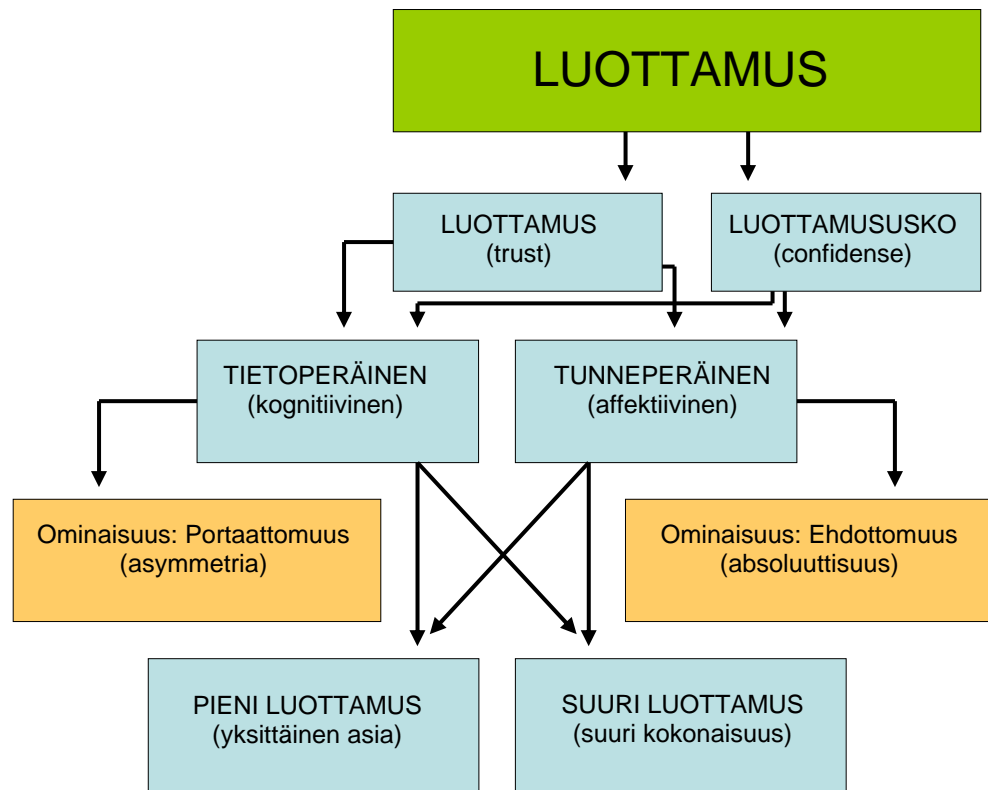 LUOTTAMUS
LUOTTAMUS
(trust)
LUOTTAMUSUSKO
(confidense)
TIETOPERÄINEN
(kognitiivinen)
TUNNEPERÄINEN
(affektiivinen)
Ominaisuus: Portaattomuus
(asymmetria)
Ominaisuus: Ehdottomuus
(absoluuttisuus)
PIENI LUOTTAMUS
(yksittäinen asia)
SUURI LUOTTAMUS
(suuri kokonaisuus)